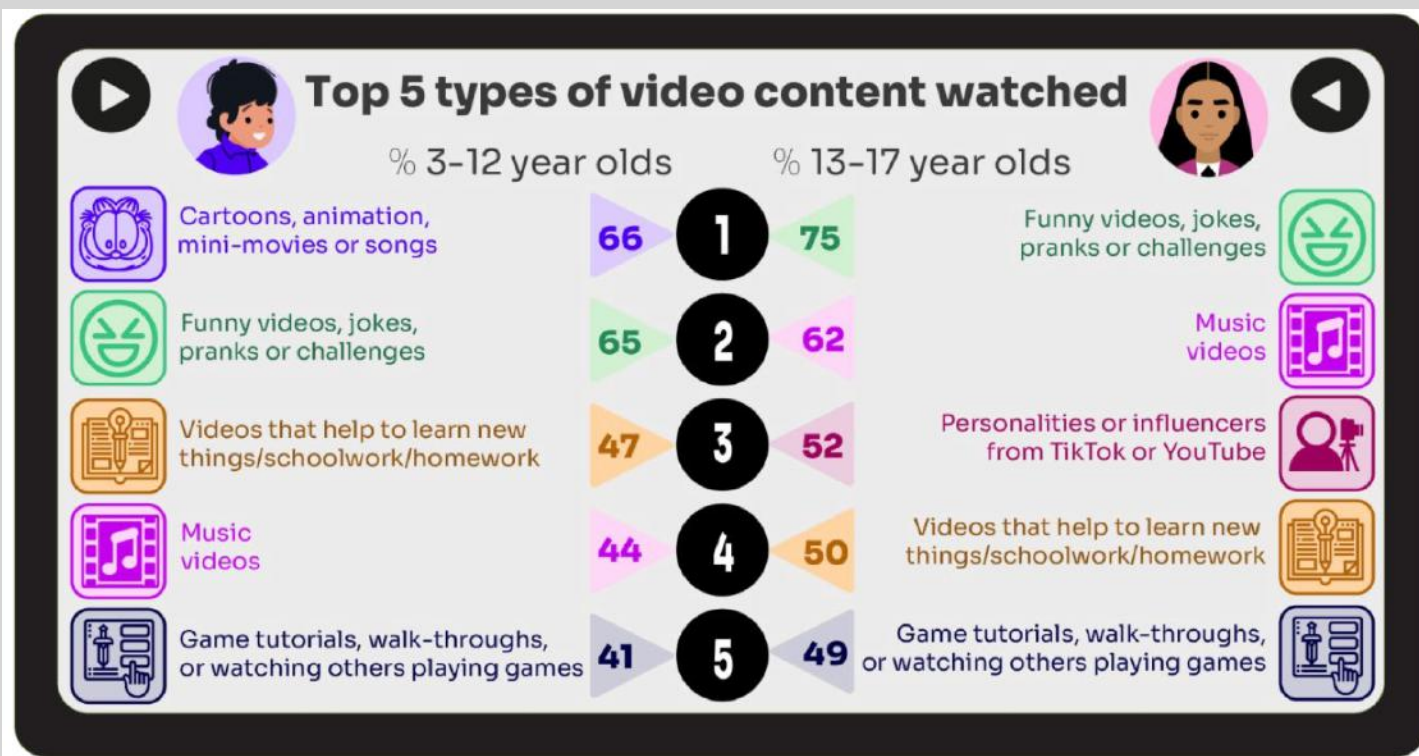 Top 5 types of video content watched
% 3-12 year olds
% 13-17 year olds
Cartoons, animation,
mini-movies or songs
66
1
75
Funny videos, jokes,
pranks or challenges
Funny videos, jokes,
pranks or challenges
65
2
62
Music
videos
Videos that help to learn new
things/schoolwork/homework
47
3
52
Personalities or influencers
from TikTok or YouTube
Music
videos
44
4
50
Videos that help to learn new
things/schoolwork/homework
Game tutorials, walk-throughs,
or watching others playing games
41
5
49
Game tutorials, walk-throughs,
or watching others playing games